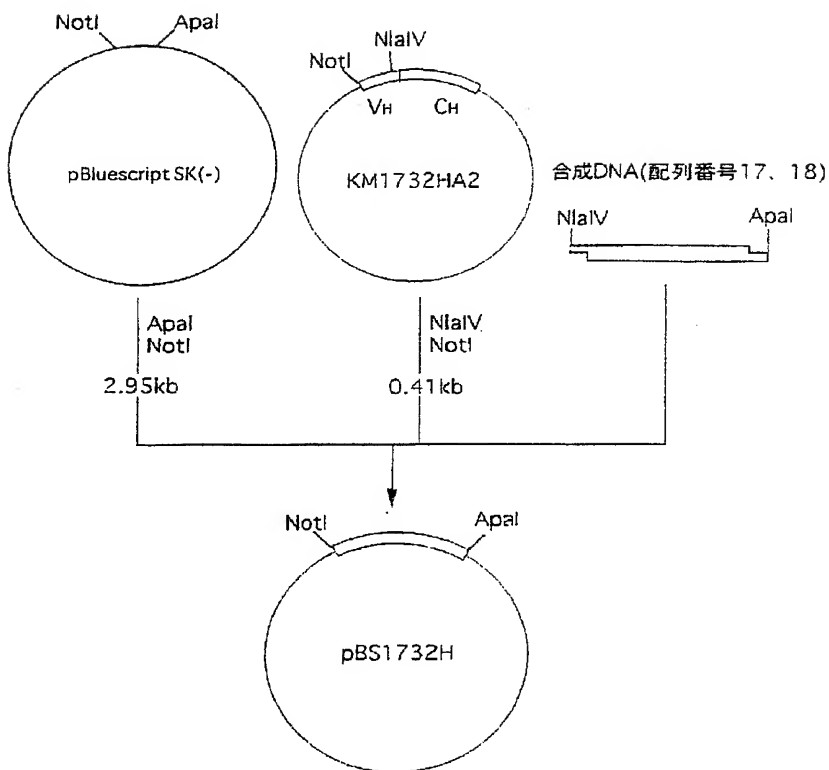 NotI
ApaI
pBluescript SK(-)
NotI
NlaIV
VH
CH
KM1732HA2
合成DNA(配列番号17、18)
NlaIV
ApaI
ApaI
NotI
2.95kb
NlaIV
NotI
0.41kb
NotI
ApaI
pBS1732H